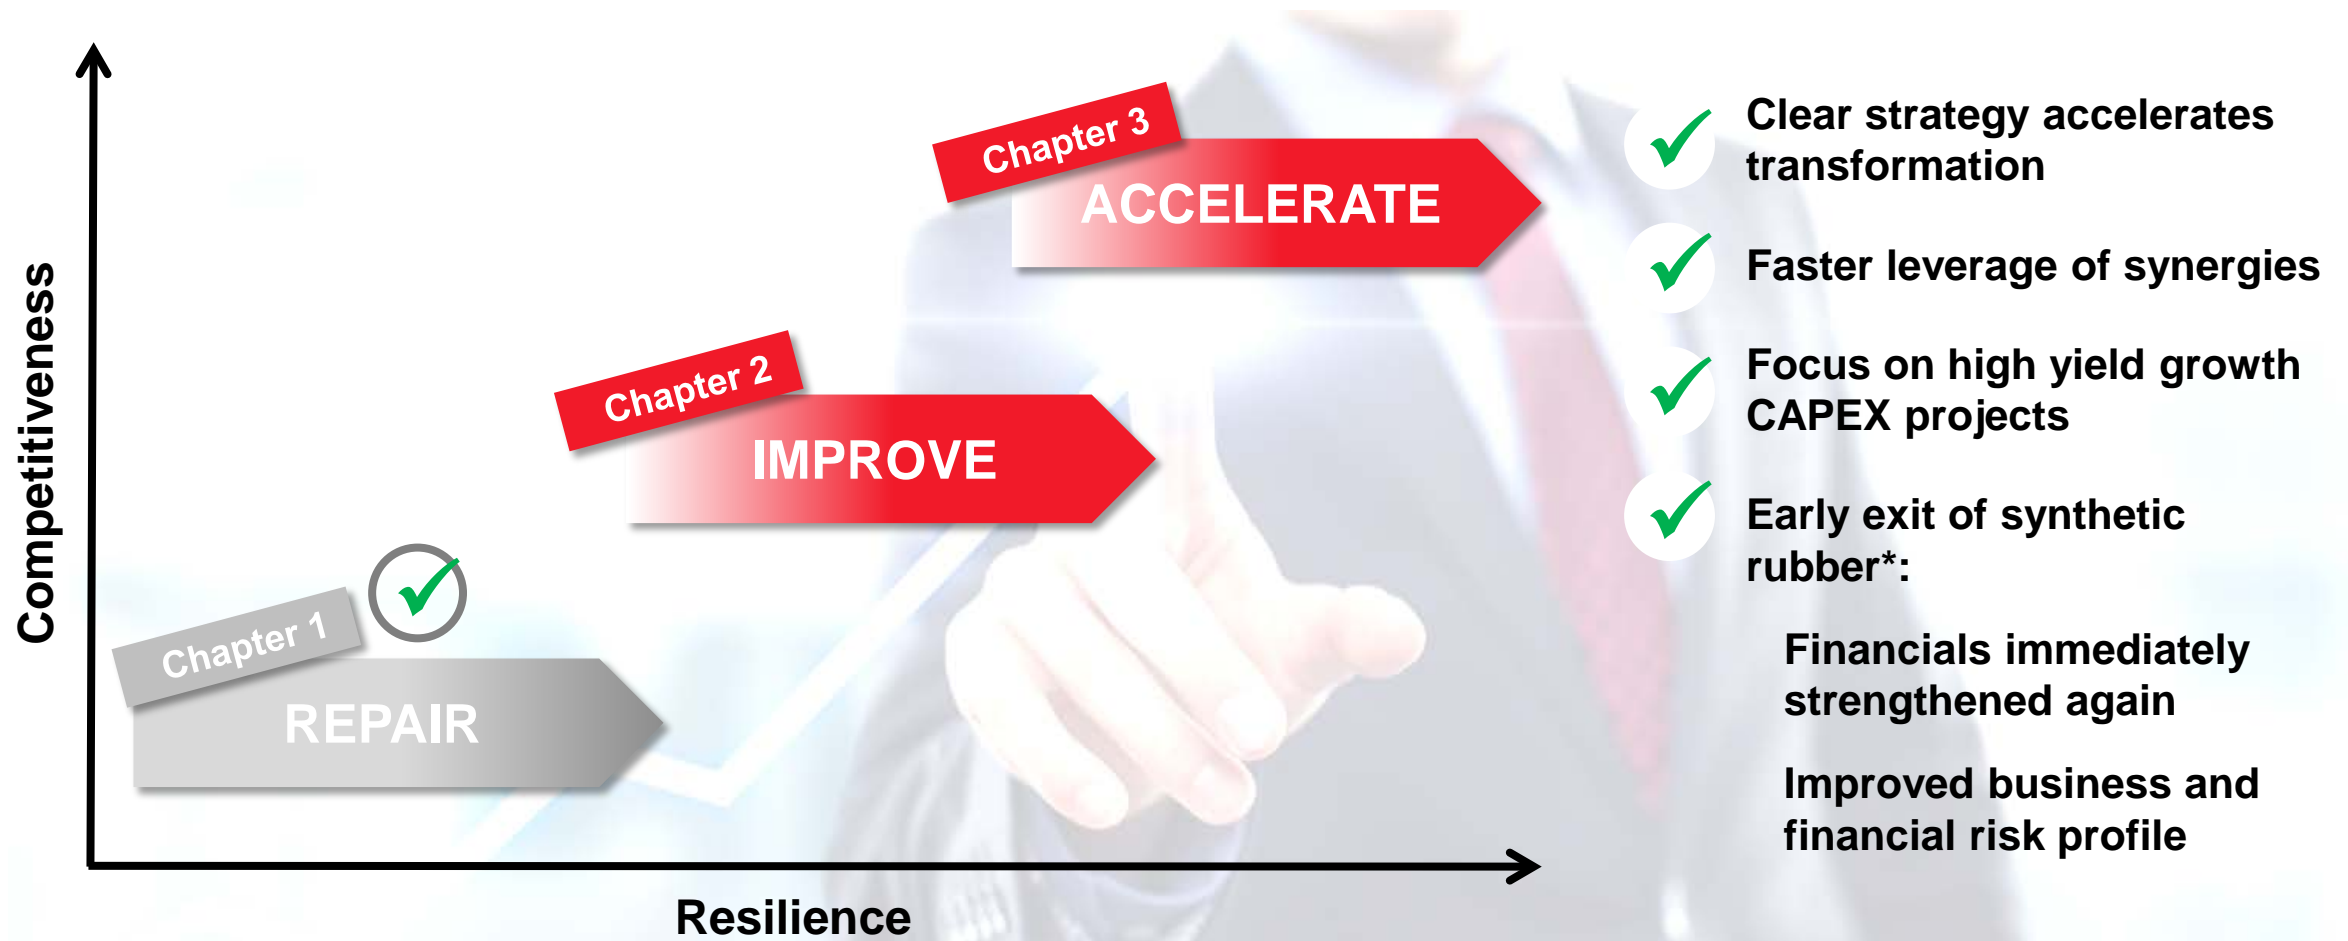 Competitiveness
Chapter 1
REPAIR
Chapter 2
IMPROVE
Chapter 3
ACCELERATE
Resilience
Clear strategy accelerates
transformation
Faster leverage of synergies
Focus on high yield growth
CAPEX projects
Early exit of synthetic
rubber*:
Financials immediately
strengthened again
Improved business and
financial risk profile